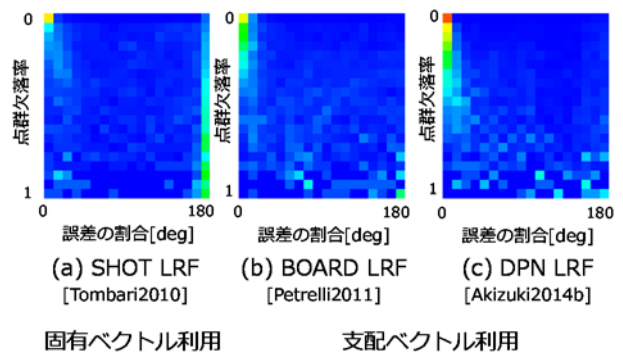 0
点群欠落率
1
0
180
誤差の割合[deg]
(a) SHOT LRF
[Tombari2010]
0
点群欠落率
1
0
180
誤差の割合[deg]
(b) BOARD LRF
[Petrelli2011]
0
点群欠落率
1
0
180
誤差の割合[deg]
(c) DPN LRF
[Akizuki2014b]
固有ベクトル利用
支配ベクトル利用